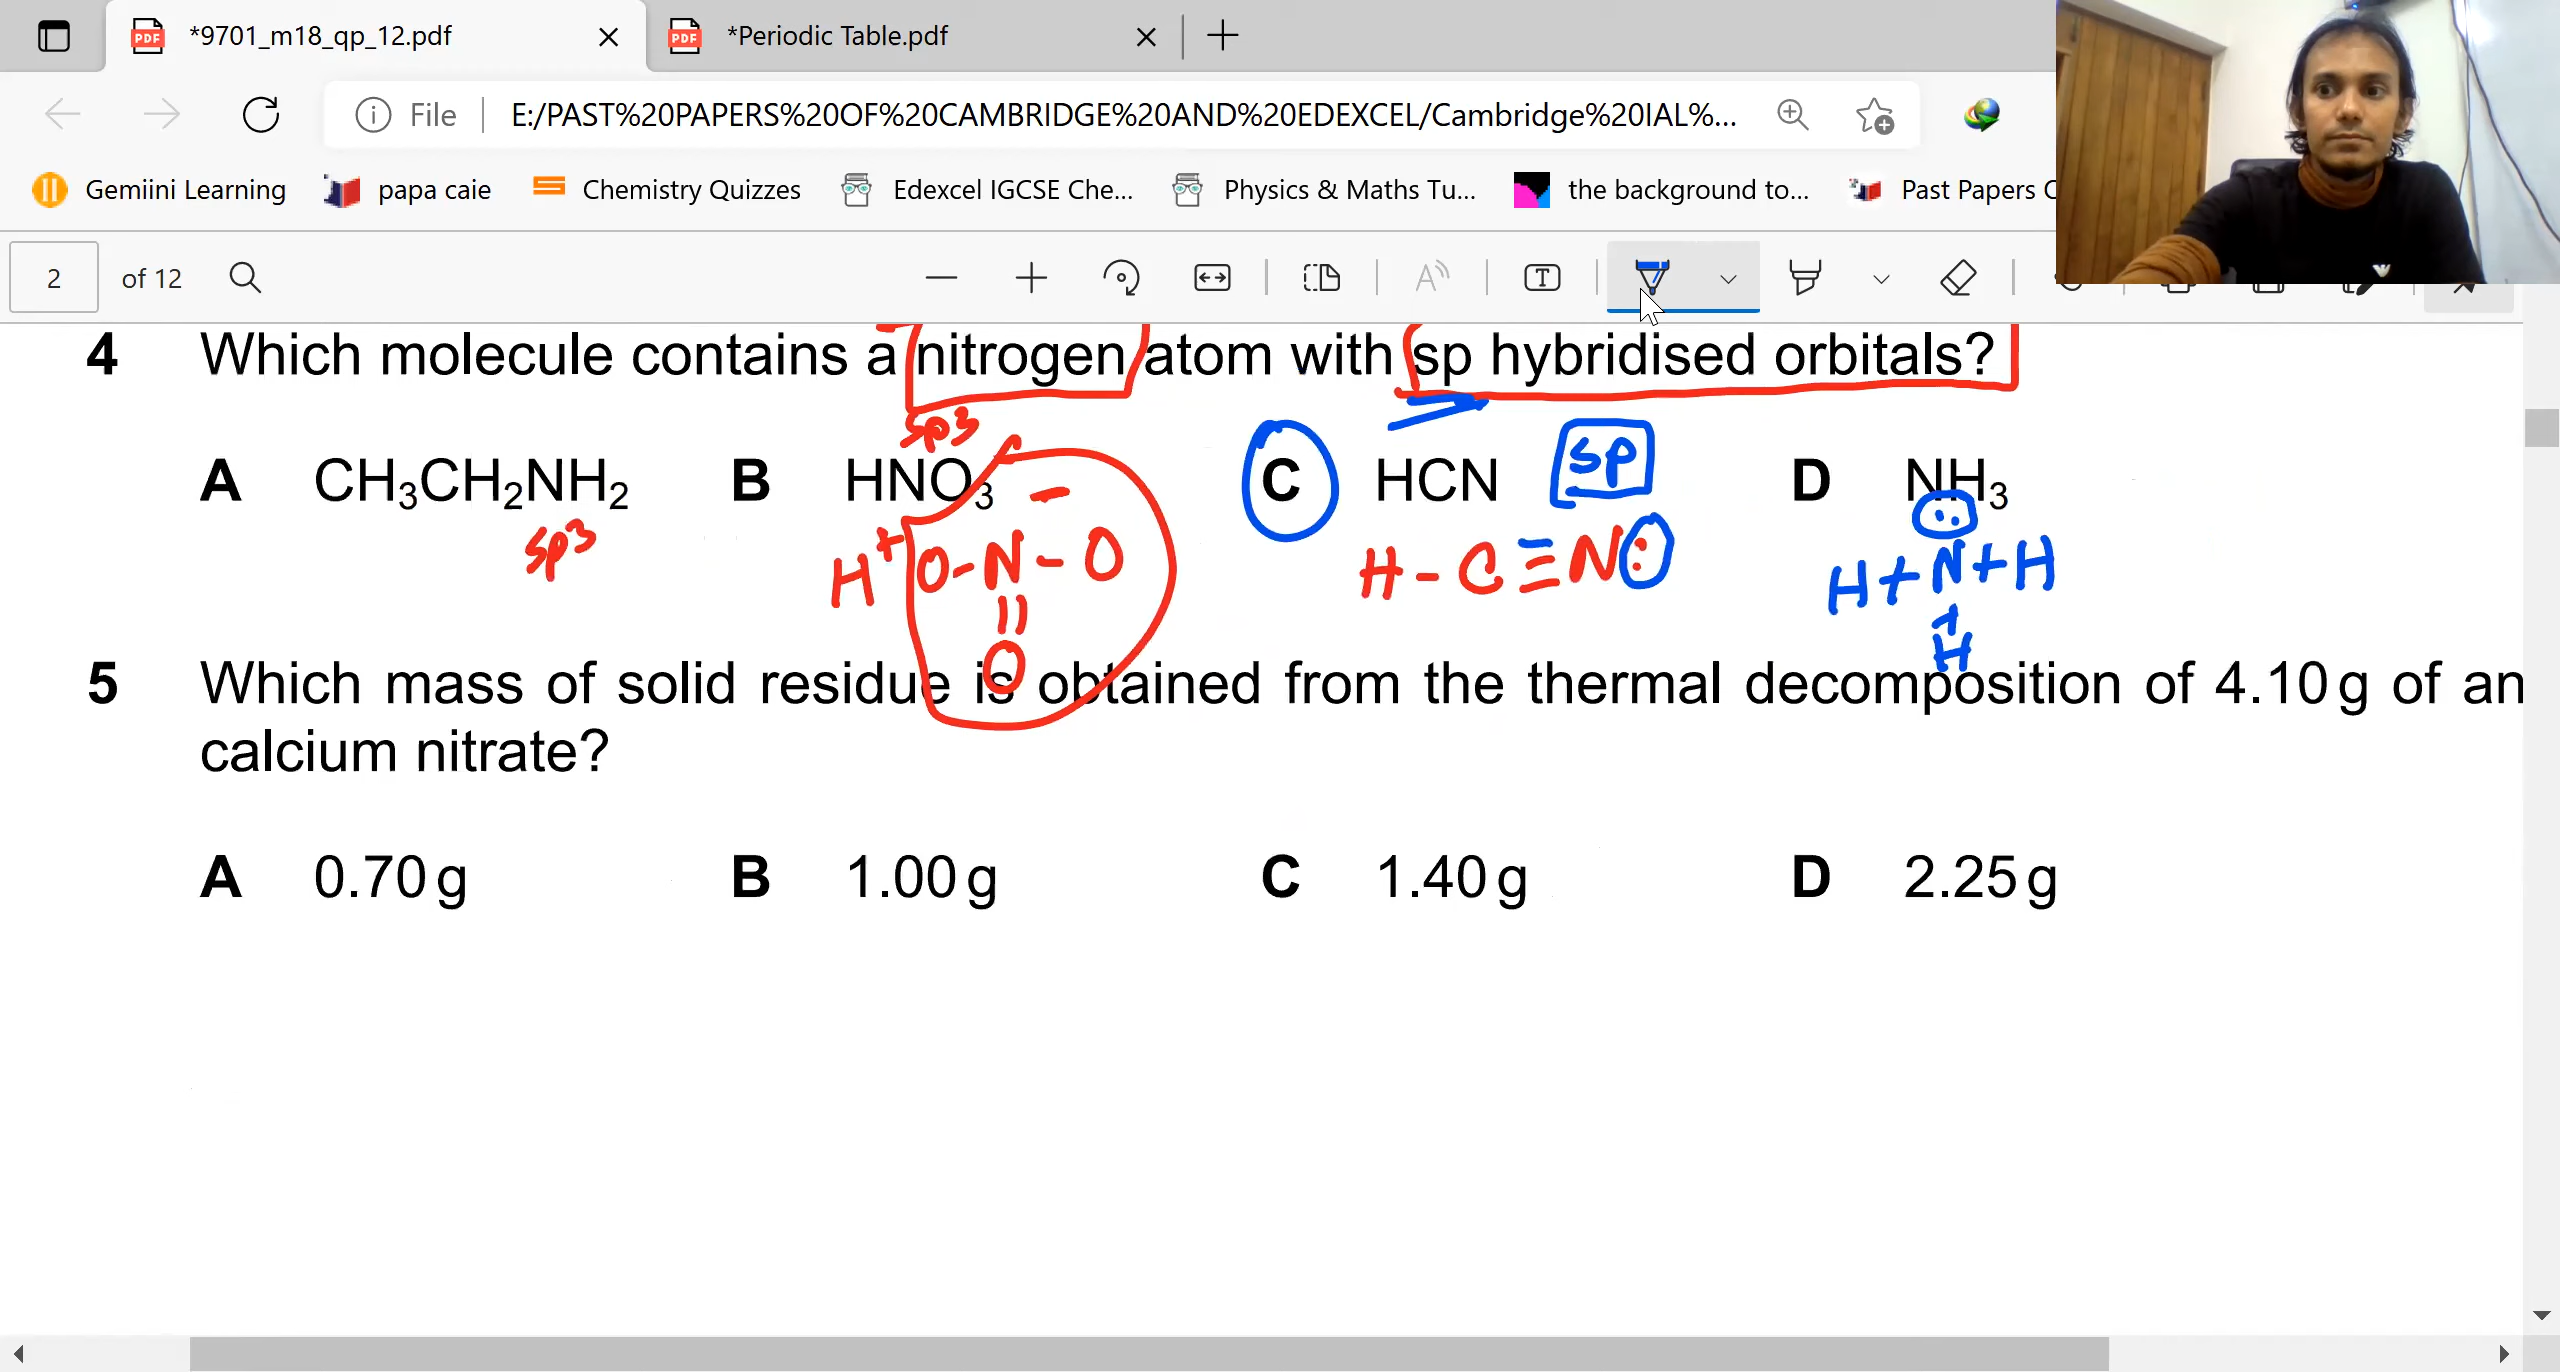 *9701_m18_qp_12.pdf
*Periodic Table.pdf
File E:/PAST%20PAPERS%20OF%20CAMBRIDGE%20AND%20EDEXCEL/Cambridge%20IAL%...
Gemiini Learning papa caie Chemistry Quizzes Edexcel IGCSE Che... Physics & Maths Tu... the background to... Past Papers
2 of 12
4 Which molecule contains a nitrogen atom with sp hybridised orbitals?
sp3
A CH₃CH₂NH₂ B HNO₃ C HCN sp D NH₃
sp3
H+ O-N-O −
||
O
H-C≡N:
H+N+H
H
5 Which mass of solid residue is obtained from the thermal decomposition of 4.10 g of an
calcium nitrate?
A 0.70 g B 1.00 g C 1.40 g D 2.25 g